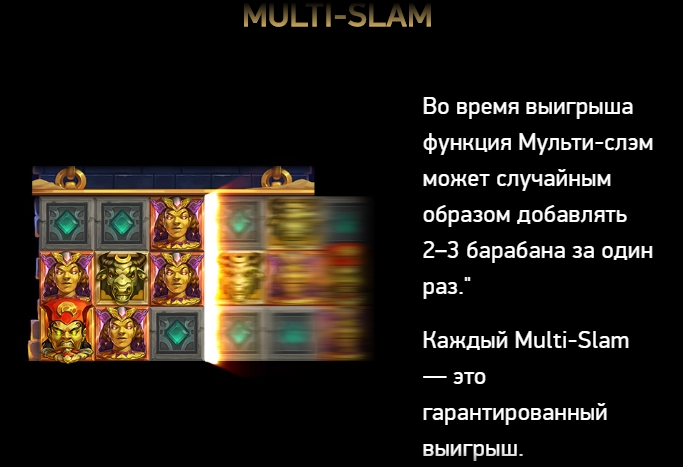 MULTI-SLAM
Во время выигрыша
функция Мульти-слэм
может случайным
образом добавлять
2–3 барабана за один
раз."
Каждый Multi-Slam
— это
гарантированный
выигрыш.